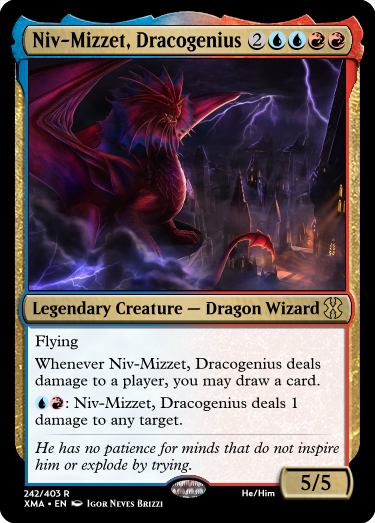 Niv-Mizzet, Dracogenius 2
Legendary Creature — Dragon Wizard
Flying
Whenever Niv-Mizzet, Dracogenius deals
damage to a player, you may draw a card.
: Niv-Mizzet, Dracogenius deals 1
damage to any target.
He has no patience for minds that do not inspire
him or explode by trying.
5/5
242/403 R He/Him
XMA • EN Igor Neves Brizzi